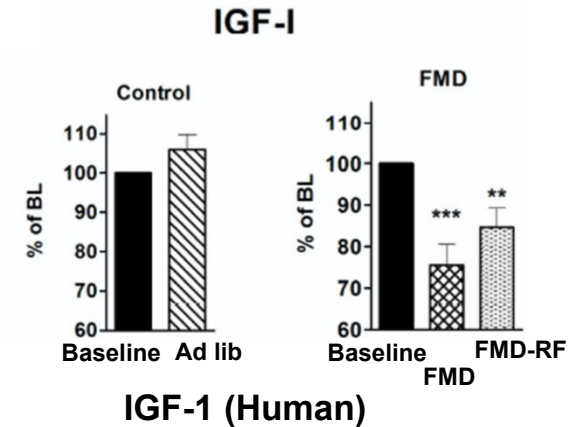 IGF-I
Control
% of BL
110
100
90
80
70
60
Baseline Ad lib
FMD
% of BL
110
100
90
80
70
60
***
**
Baseline
FMD
FMD-RF
IGF-1 (Human)